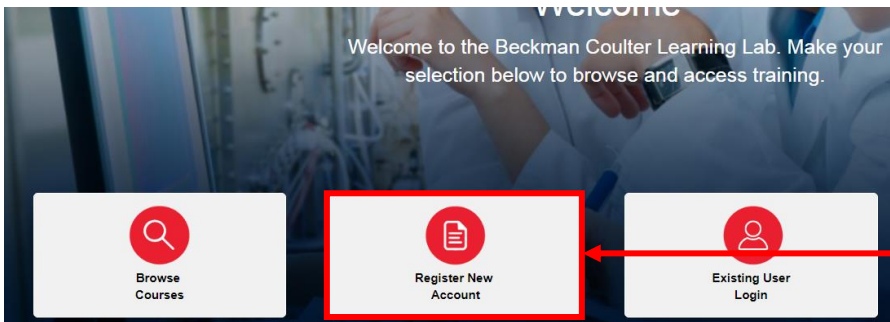 Welcome
Welcome to the Beckman Coulter Learning Lab. Make your
selection below to browse and access training.
Browse
Courses
Register New
Account
Existing User
Login